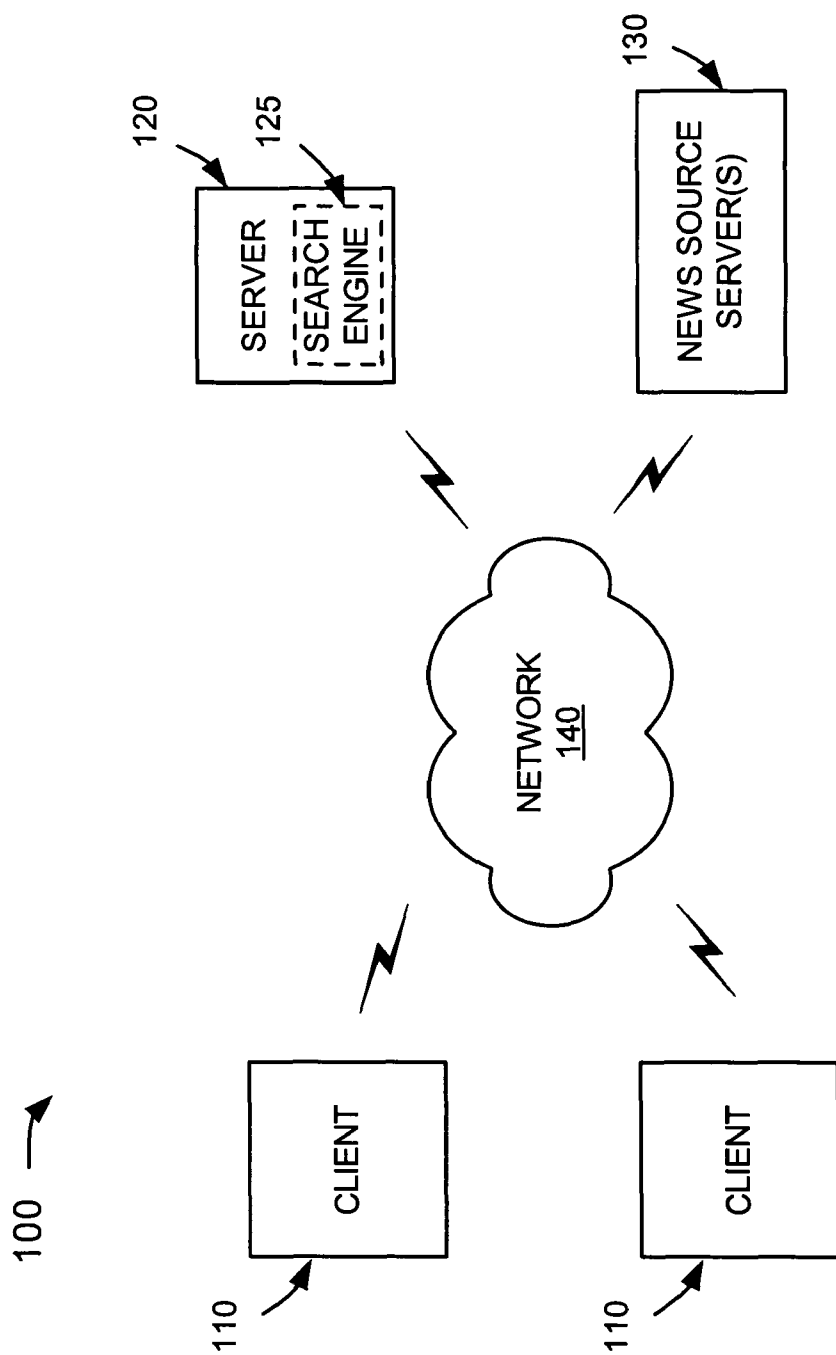 100
110
CLIENT
110
CLIENT
NETWORK
140
120
SERVER
125
SEARCH
ENGINE
130
NEWS SOURCE
SERVER(S)